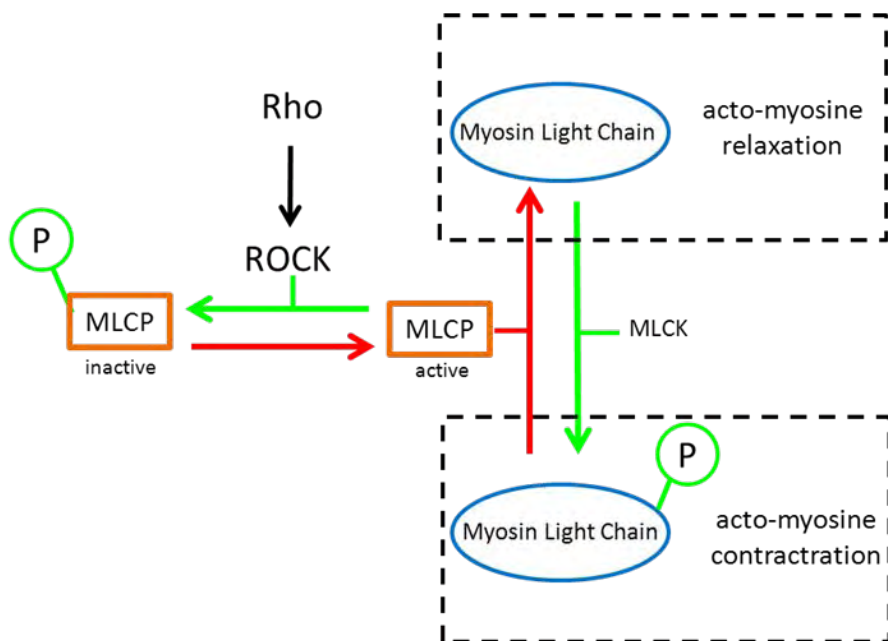 Myosin Light Chain
acto-myosine
relaxation
Rho
P
ROCK
MLCP
inactive
MLCP
active
MLCK
P
Myosin Light Chain
acto-myosine
contractration